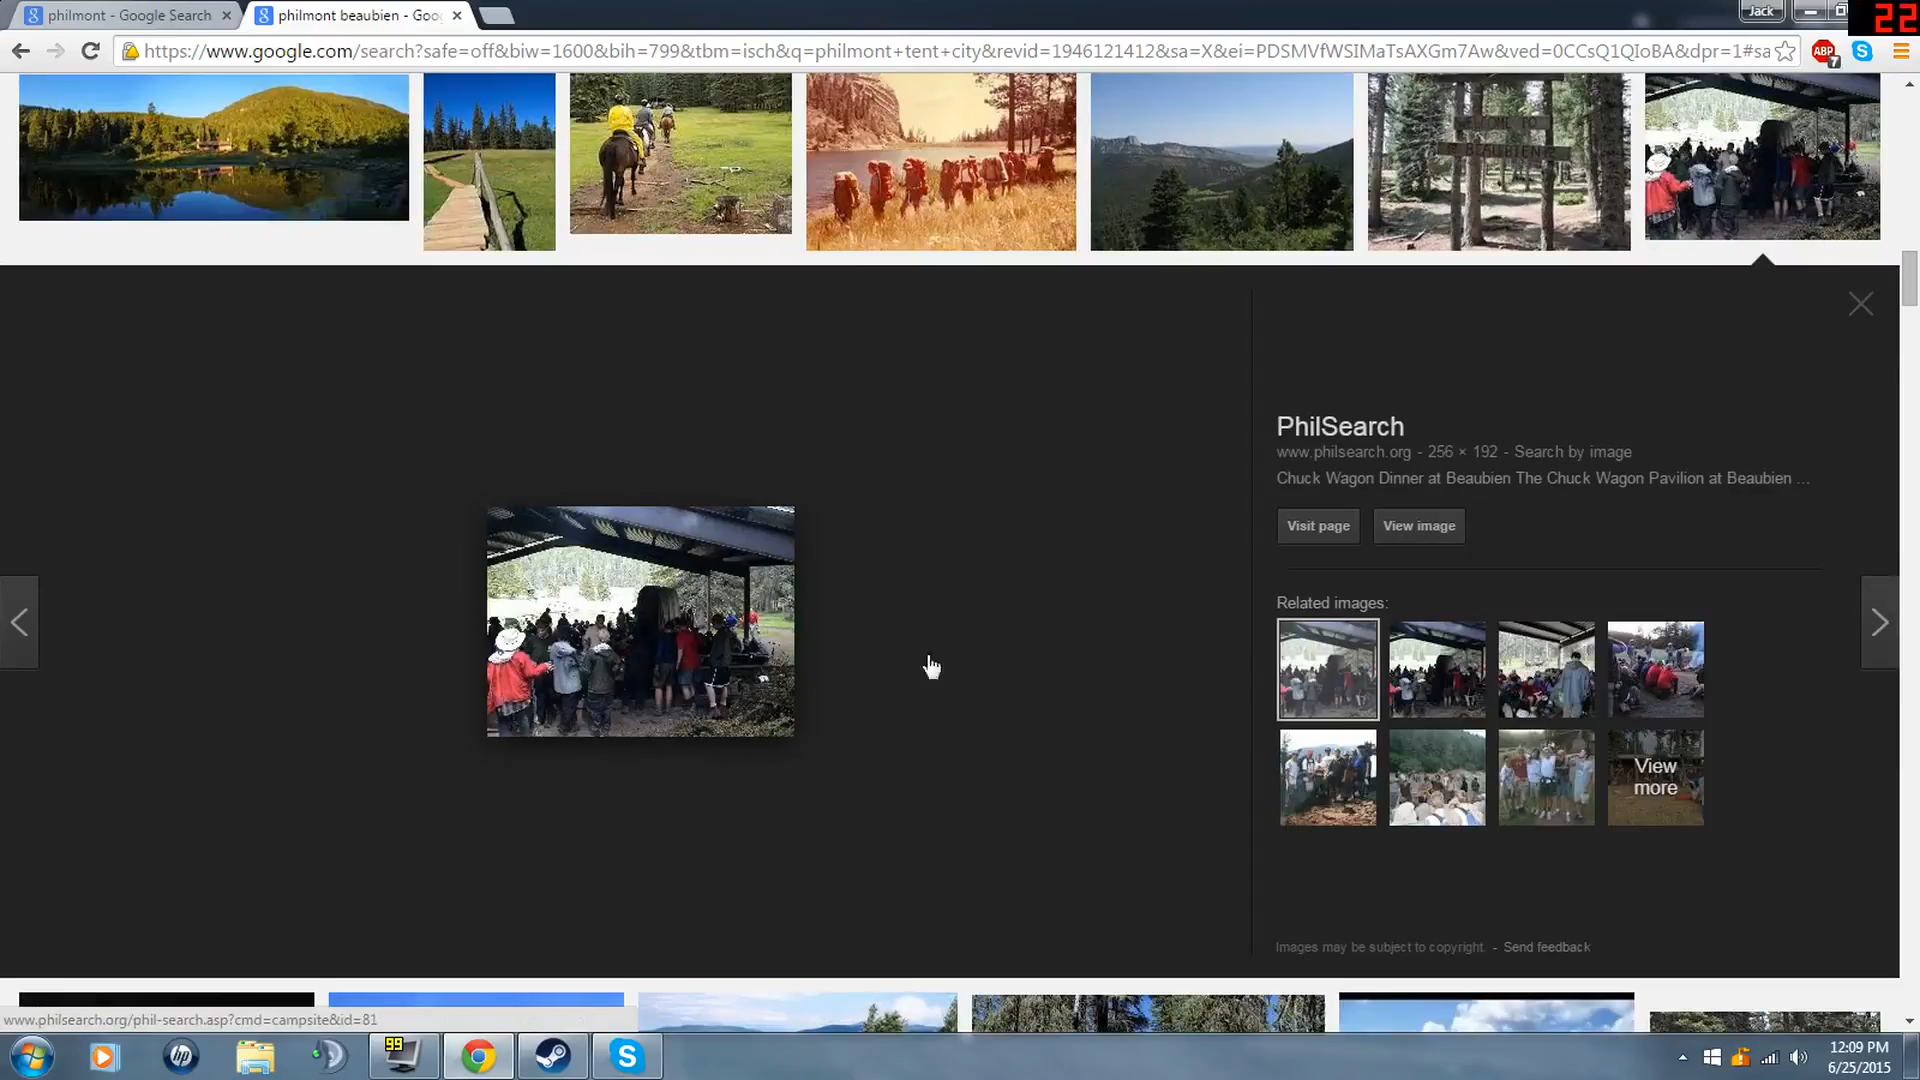 philmont - Google Search
philmont beaubien - Goo
Jack
22
https://www.google.com/search?safe=off&biw=1600&bih=799&tbm=isch&q=philmont+tent+city&revid=1946121412&sa=X&ei=PDSMVfWSIMaTsAXGm7Aw&ved=0CCsQ1QIoBA&dpr=1#sa
ABP
7
BEAUBIEN
PhilSearch
www.philsearch.org - 256 × 192 - Search by image
Chuck Wagon Dinner at Beaubien The Chuck Wagon Pavilion at Beaubien ...
Visit page
View image
Related images:
View more
Images may be subject to copyright. - Send feedback
www.philsearch.org/phil-search.asp?cmd=campsite&id=81
99
12:09 PM
6/25/2015